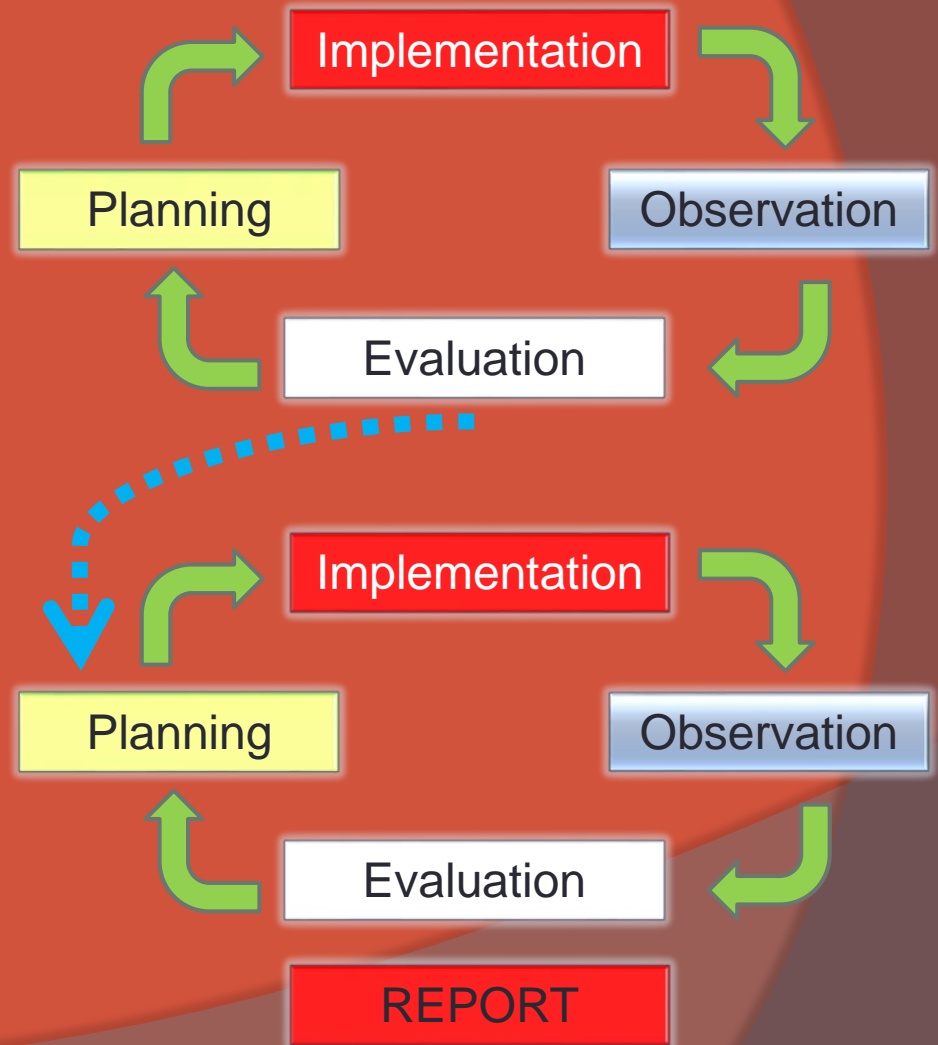 Implementation
Planning
Observation
Evaluation
Implementation
Planning
Observation
Evaluation
REPORT